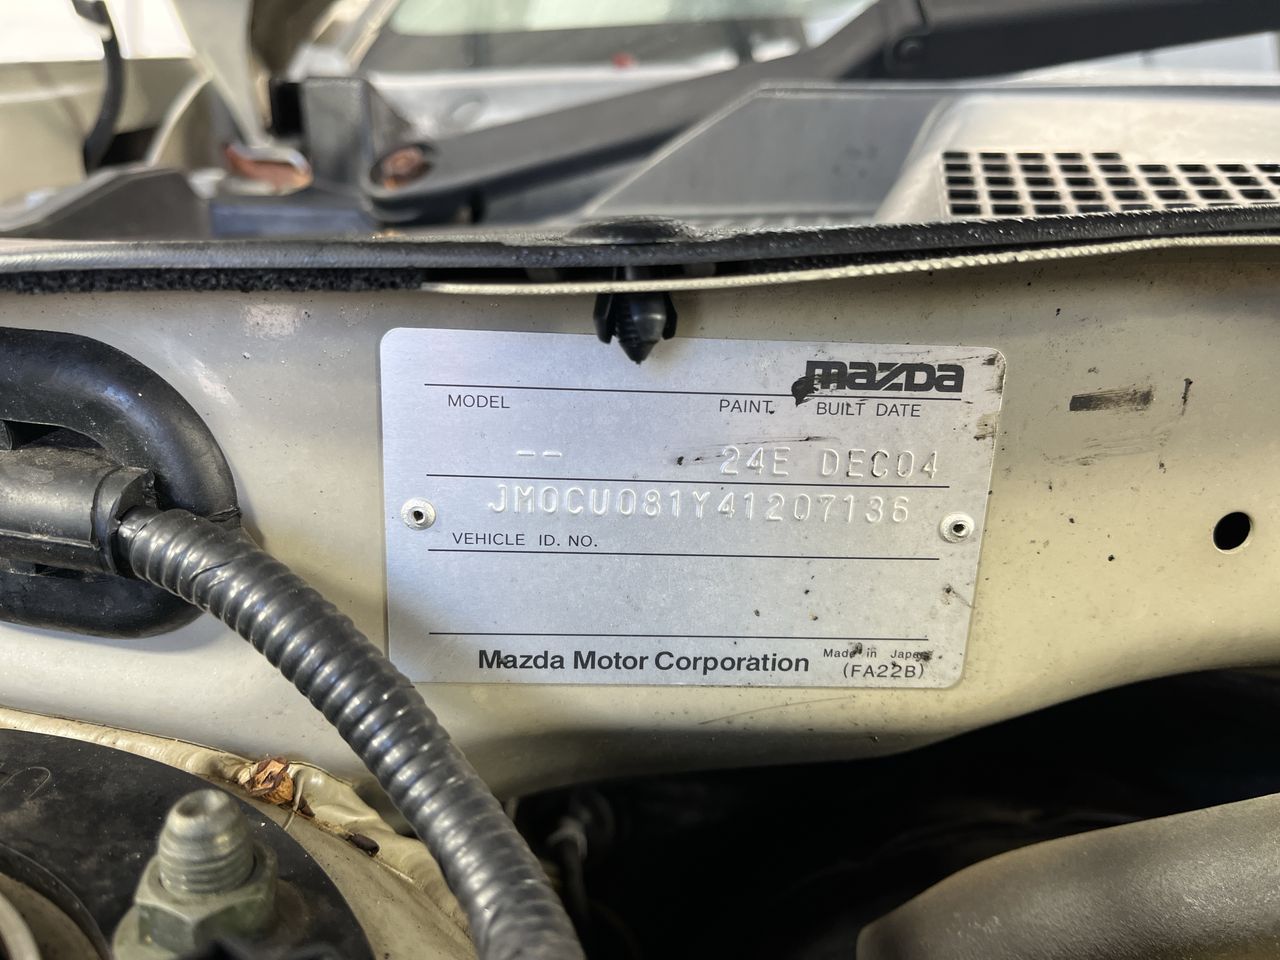 mazda
MODEL PAINT BUILT DATE
-- 24E DEC04
JM0CU081Y41207136
VEHICLE ID. NO.
Mazda Motor Corporation
Made in Japan
(FA22B)